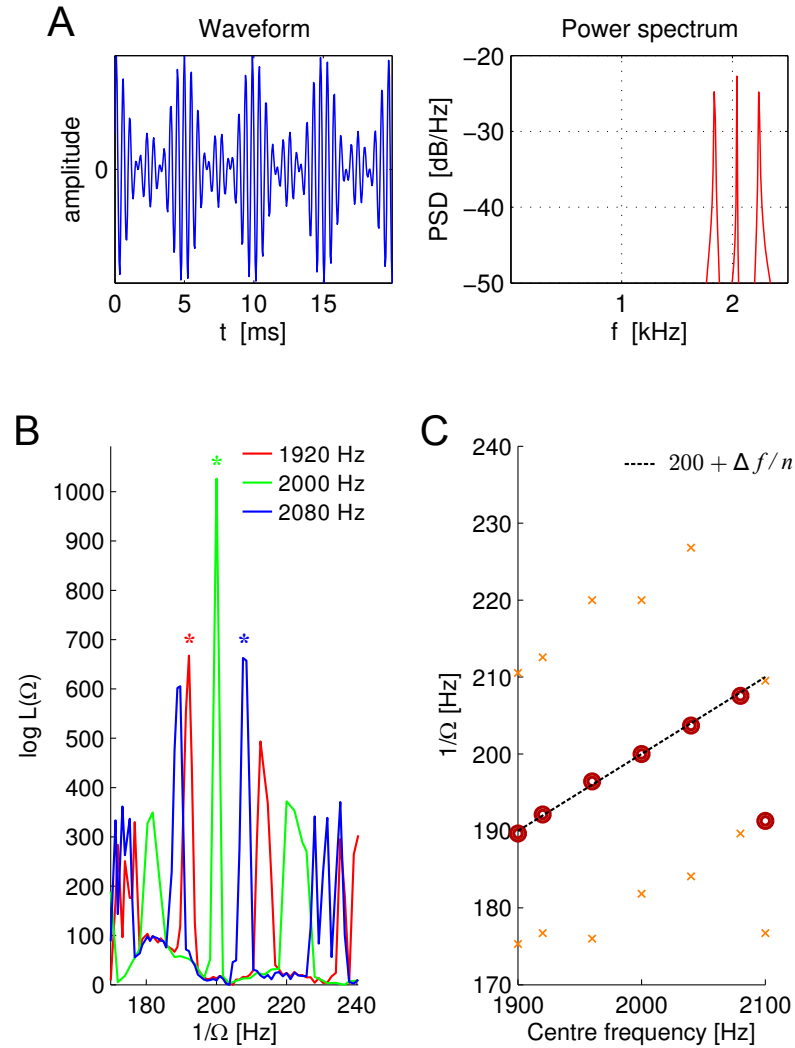 A
Waveform
amplitude
0
0 5 10 15
t [ms]
Power spectrum
PSD [dB/Hz]
−20
−30
−40
−50
1 2
f [kHz]
B
* 1920 Hz
2000 Hz
2080 Hz
* *
log L(Ω)
1000
900
800
700
600
500
400
300
200
100
0
180 200 220 240
1/Ω [Hz]
C
200 + Δ f/n
1/Ω [Hz]
240
230
220
210
200
190
175
170
1900 2000 2100
Centre frequency [Hz]